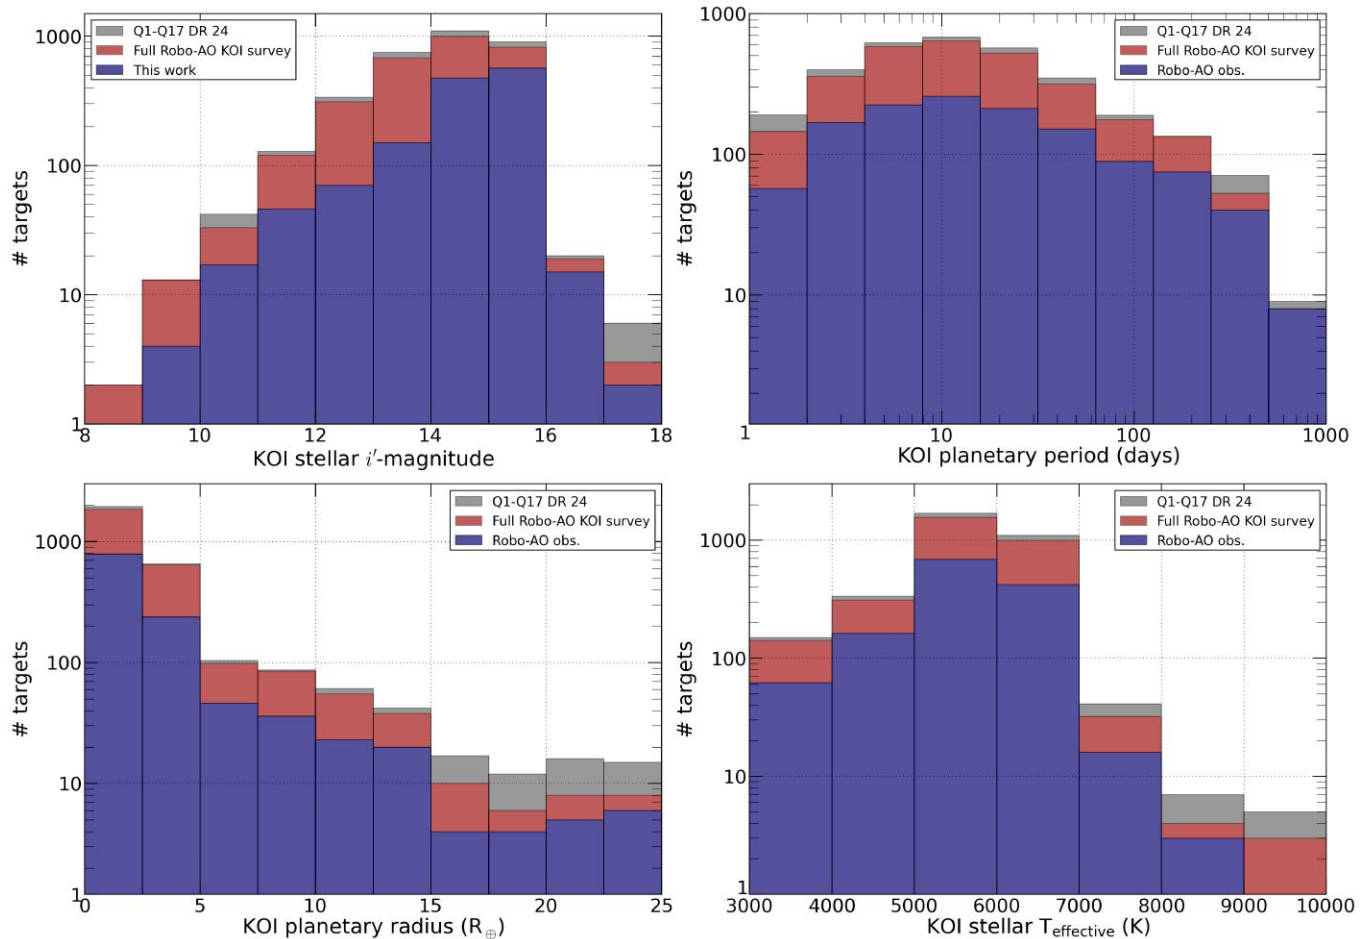 1000
100
10
1
# targets
Q1-Q17 DR 24
Full Robo-AO KOI survey
This work
8 10 12 14 16 18
KOI stellar i′-magnitude
1000
100
10
1
# targets
Q1-Q17 DR 24
Full Robo-AO KOI survey
Robo-AO obs.
1 10 100 1000
KOI planetary period (days)
1000
100
10
1
# targets
Q1-Q17 DR 24
Full Robo-AO KOI survey
Robo-AO obs.
0 5 10 15 20 25
KOI planetary radius (R⊕)
1000
100
10
1
# targets
Q1-Q17 DR 24
Full Robo-AO KOI survey
Robo-AO obs.
3000 4000 5000 6000 7000 8000 9000 10000
KOI stellar Teffective (K)